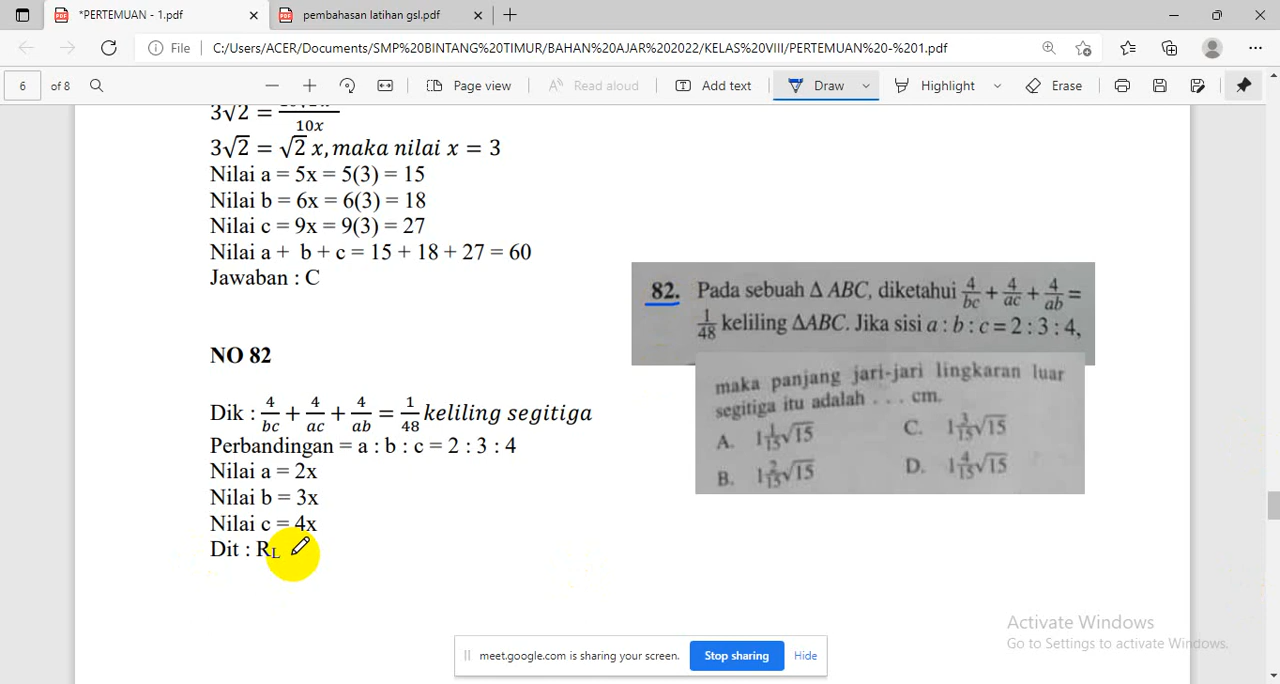 *PERTEMUAN - 1.pdf
pembahasan latihan gsl.pdf
File
C:/Users/ACER/Documents/SMP%20BINTANG%20TIMUR/BAHAN%20AJAR%202022/KELAS%20VIII/PERTEMUAN%20-%201.pdf
6 of 8
Page view
Read aloud
Add text
Draw
Highlight
Erase
3√2 =
10x
3√2 = √2 x, maka nilai x = 3
Nilai a = 5x = 5(3) = 15
Nilai b = 6x = 6(3) = 18
Nilai c = 9x = 9(3) = 27
Nilai a + b + c = 15 + 18 + 27 = 60
Jawaban : C
NO 82
Dik : 4/bc + 4/ac + 4/ab = 1/48 keliling segitiga
Perbandingan = a : b : c = 2 : 3 : 4
Nilai a = 2x
Nilai b = 3x
Nilai c = 4x
Dit : RL
82. Pada sebuah Δ ABC, diketahui 4/bc + 4/ac + 4/ab =
1/48 keliling ΔABC. Jika sisi a : b : c = 2 : 3 : 4,
maka panjang jari-jari lingkaran luar
segitiga itu adalah . . . cm.
A. 1 1/15 √15
C. 1 3/15 √15
B. 1 2/15 √15
D. 1 4/15 √15
Activate Windows
Go to Settings to activate Windows.
meet.google.com is sharing your screen.
Stop sharing
Hide